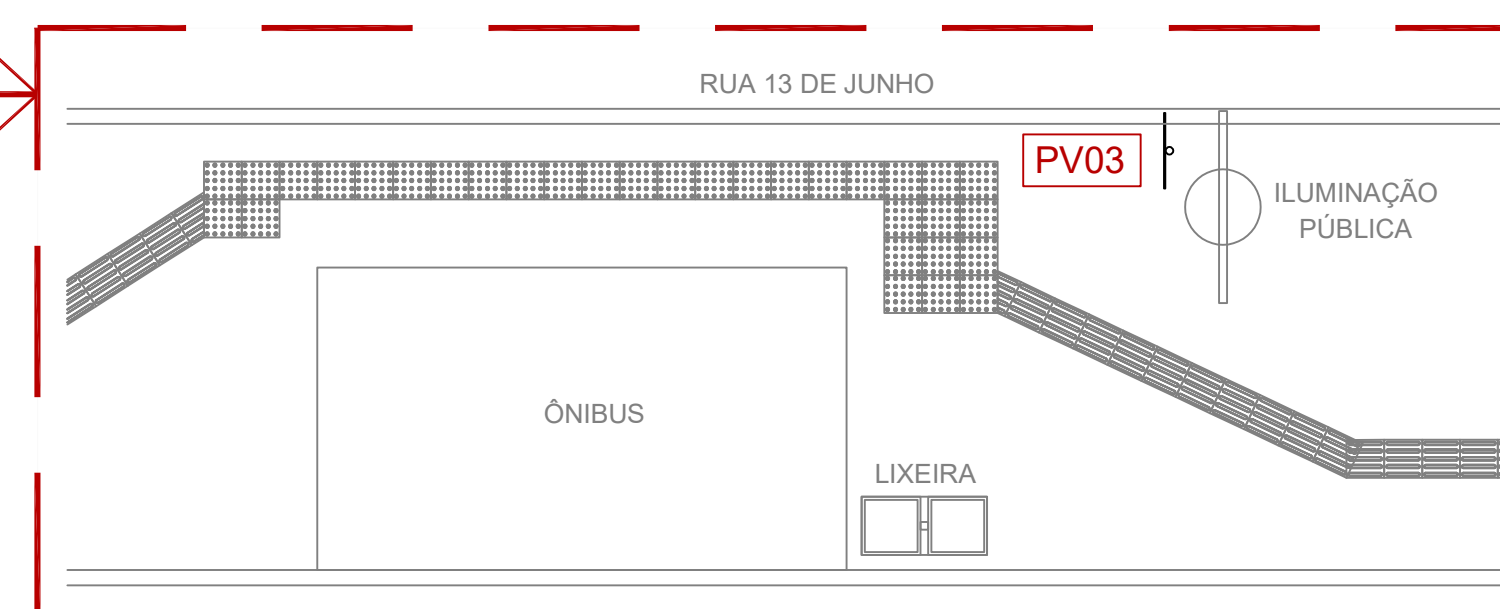 RUA 13 DE JUNHO
PV03
ILUMINAÇÃO
PÚBLICA
ÔNIBUS
LIXEIRA